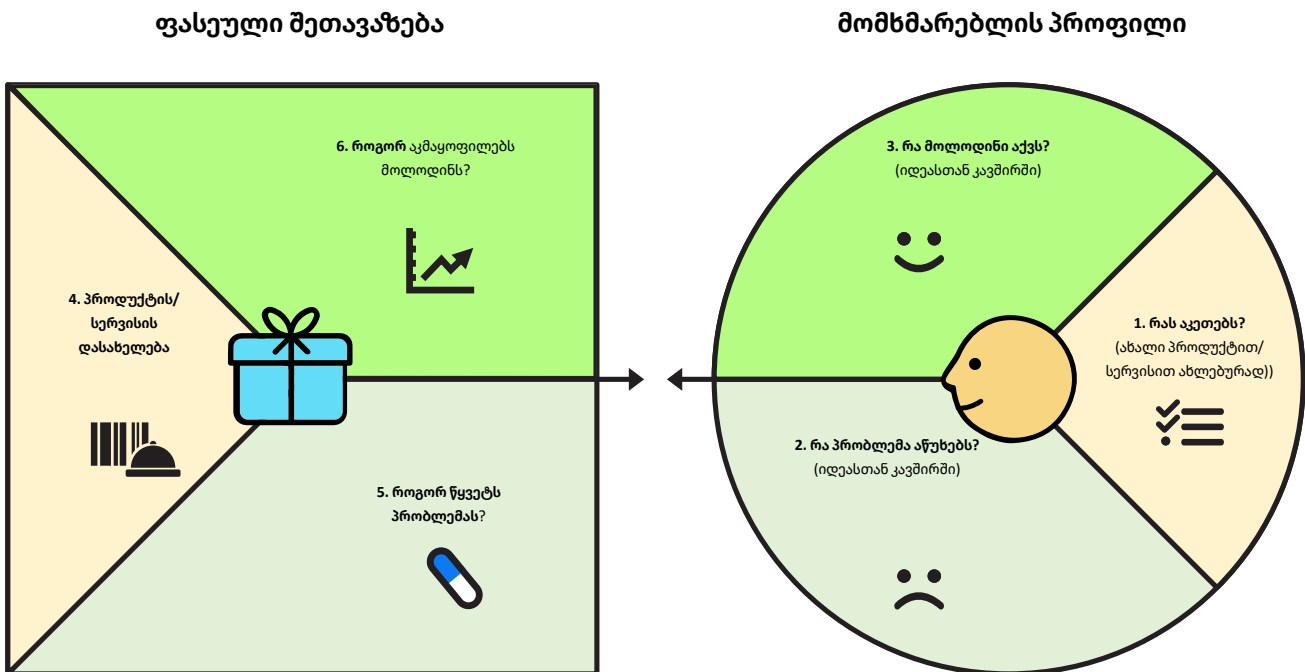 ფასეული შეთავაზება
მომხმარებლის პროფილი
6. როგორ აკმაყოფილებს
მოლოდინს?
4. პროდუქტის/
სერვისის
დასახელება
5. როგორ წყვეტს
პრობლემას?
3. რა მოლოდინი აქვს?
(იდეასთან კავშირში)
1. რას აკეთებს?
(ახალი პროდუქტით/
სერვისით ახლებურად))
2. რა პრობლემა აწუხებს?
(იდეასთან კავშირში)